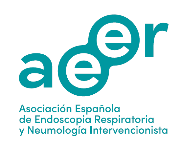 aeer
Asociación Española
de Endoscopia Respiratoria
y Neumología Intervencionista